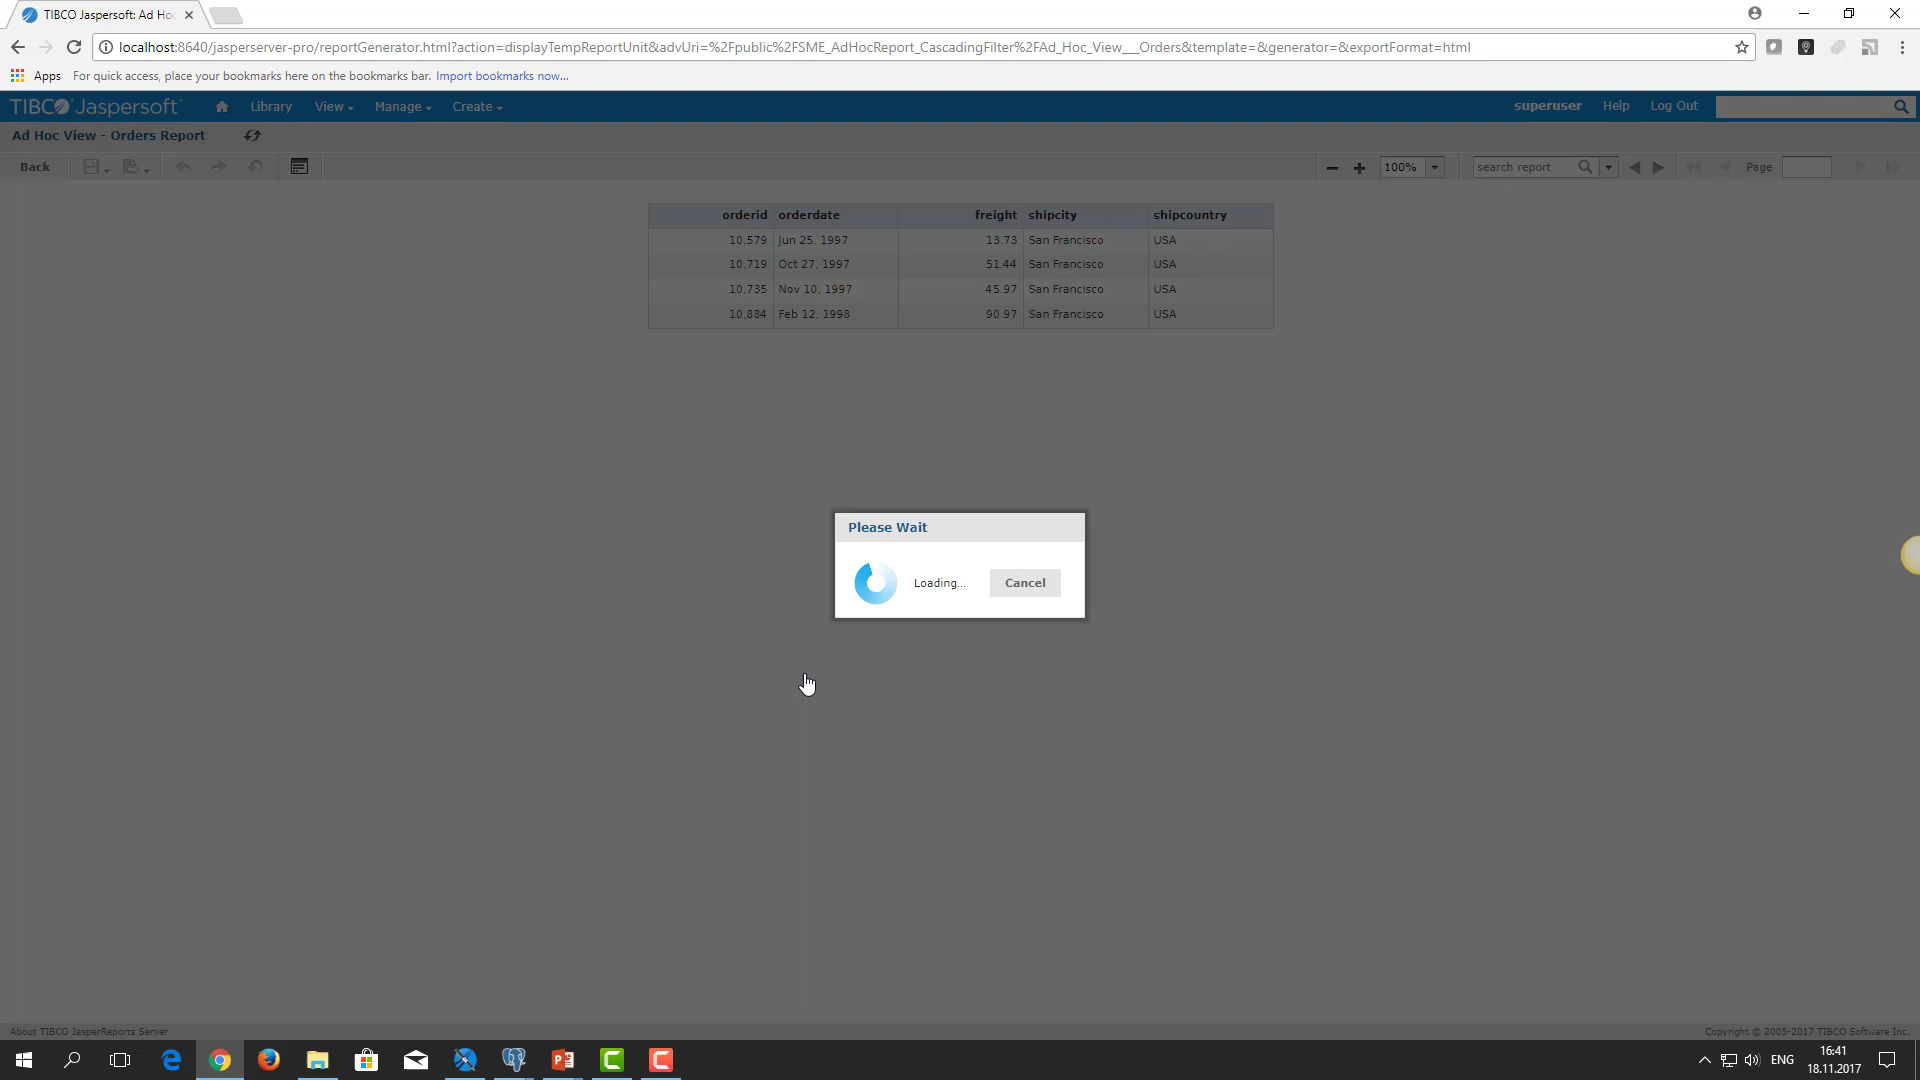 TIBCO Jaspersoft: Ad Ho
localhost:8640/jasperserver-pro/reportGenerator.html?action=displayTempReportUnit&advUri=%2Fpublic%2FSME_AdHocReport_CascadingFilter%2FAd_Hoc_View___Orders&template=&generator=&exportFormat=html
Apps For quick access, place your bookmarks here on the bookmarks bar. Import bookmarks now...
TIBCO Jaspersoft Library View Manage Create superuser Help Log Out
Ad Hoc View - Orders Report
Back 100% search report Page
orderid orderdate freight shipcity shipcountry
10,579 Jun 25, 1997 13.73 San Francisco USA
10,719 Oct 27, 1997 51.44 San Francisco USA
10,735 Nov 10, 1997 45.97 San Francisco USA
10,884 Feb 12, 1998 90.97 San Francisco USA
Please Wait
Loading... Cancel
About TIBCO JasperReports Server Copyright © 2005-2017 TIBCO Software Inc.
ENG 16:41
18.11.2017